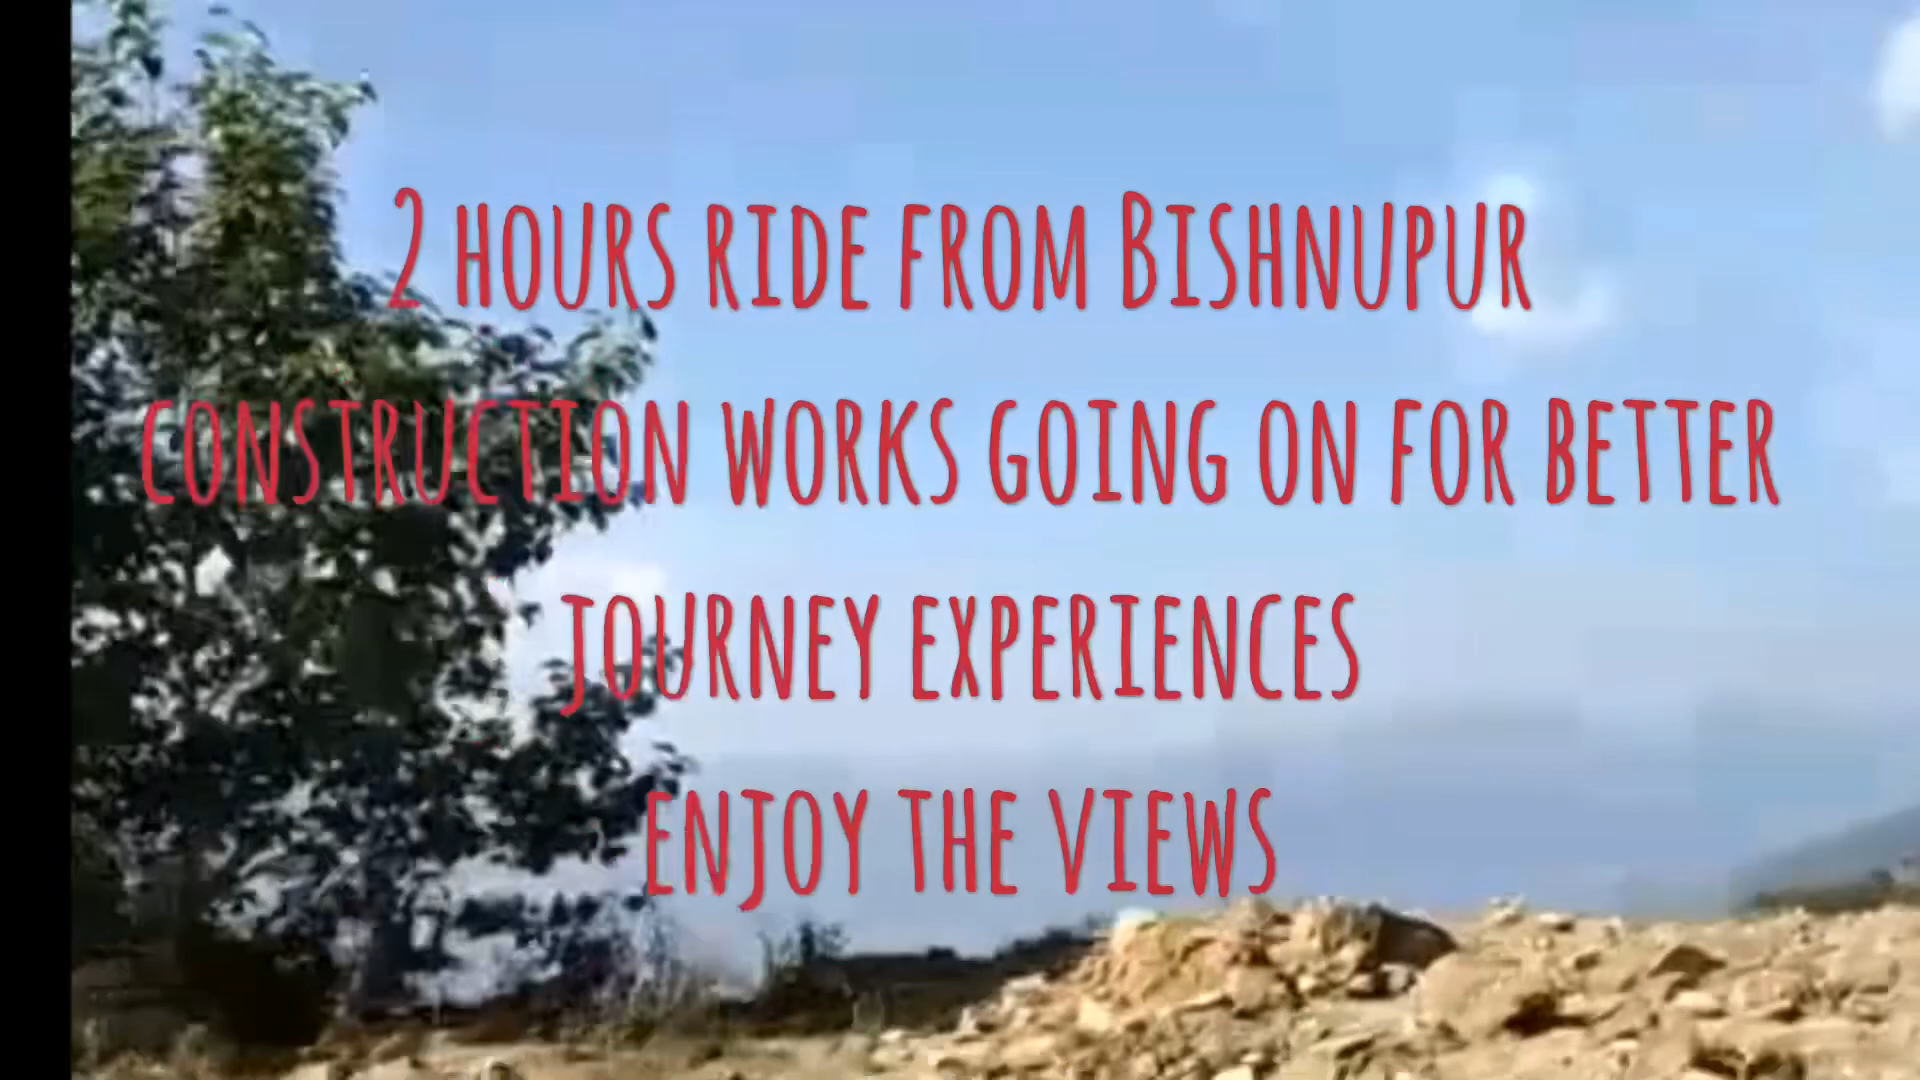 2 hours ride from Bishnupur
construction works going on for better
journey experiences
enjoy the views